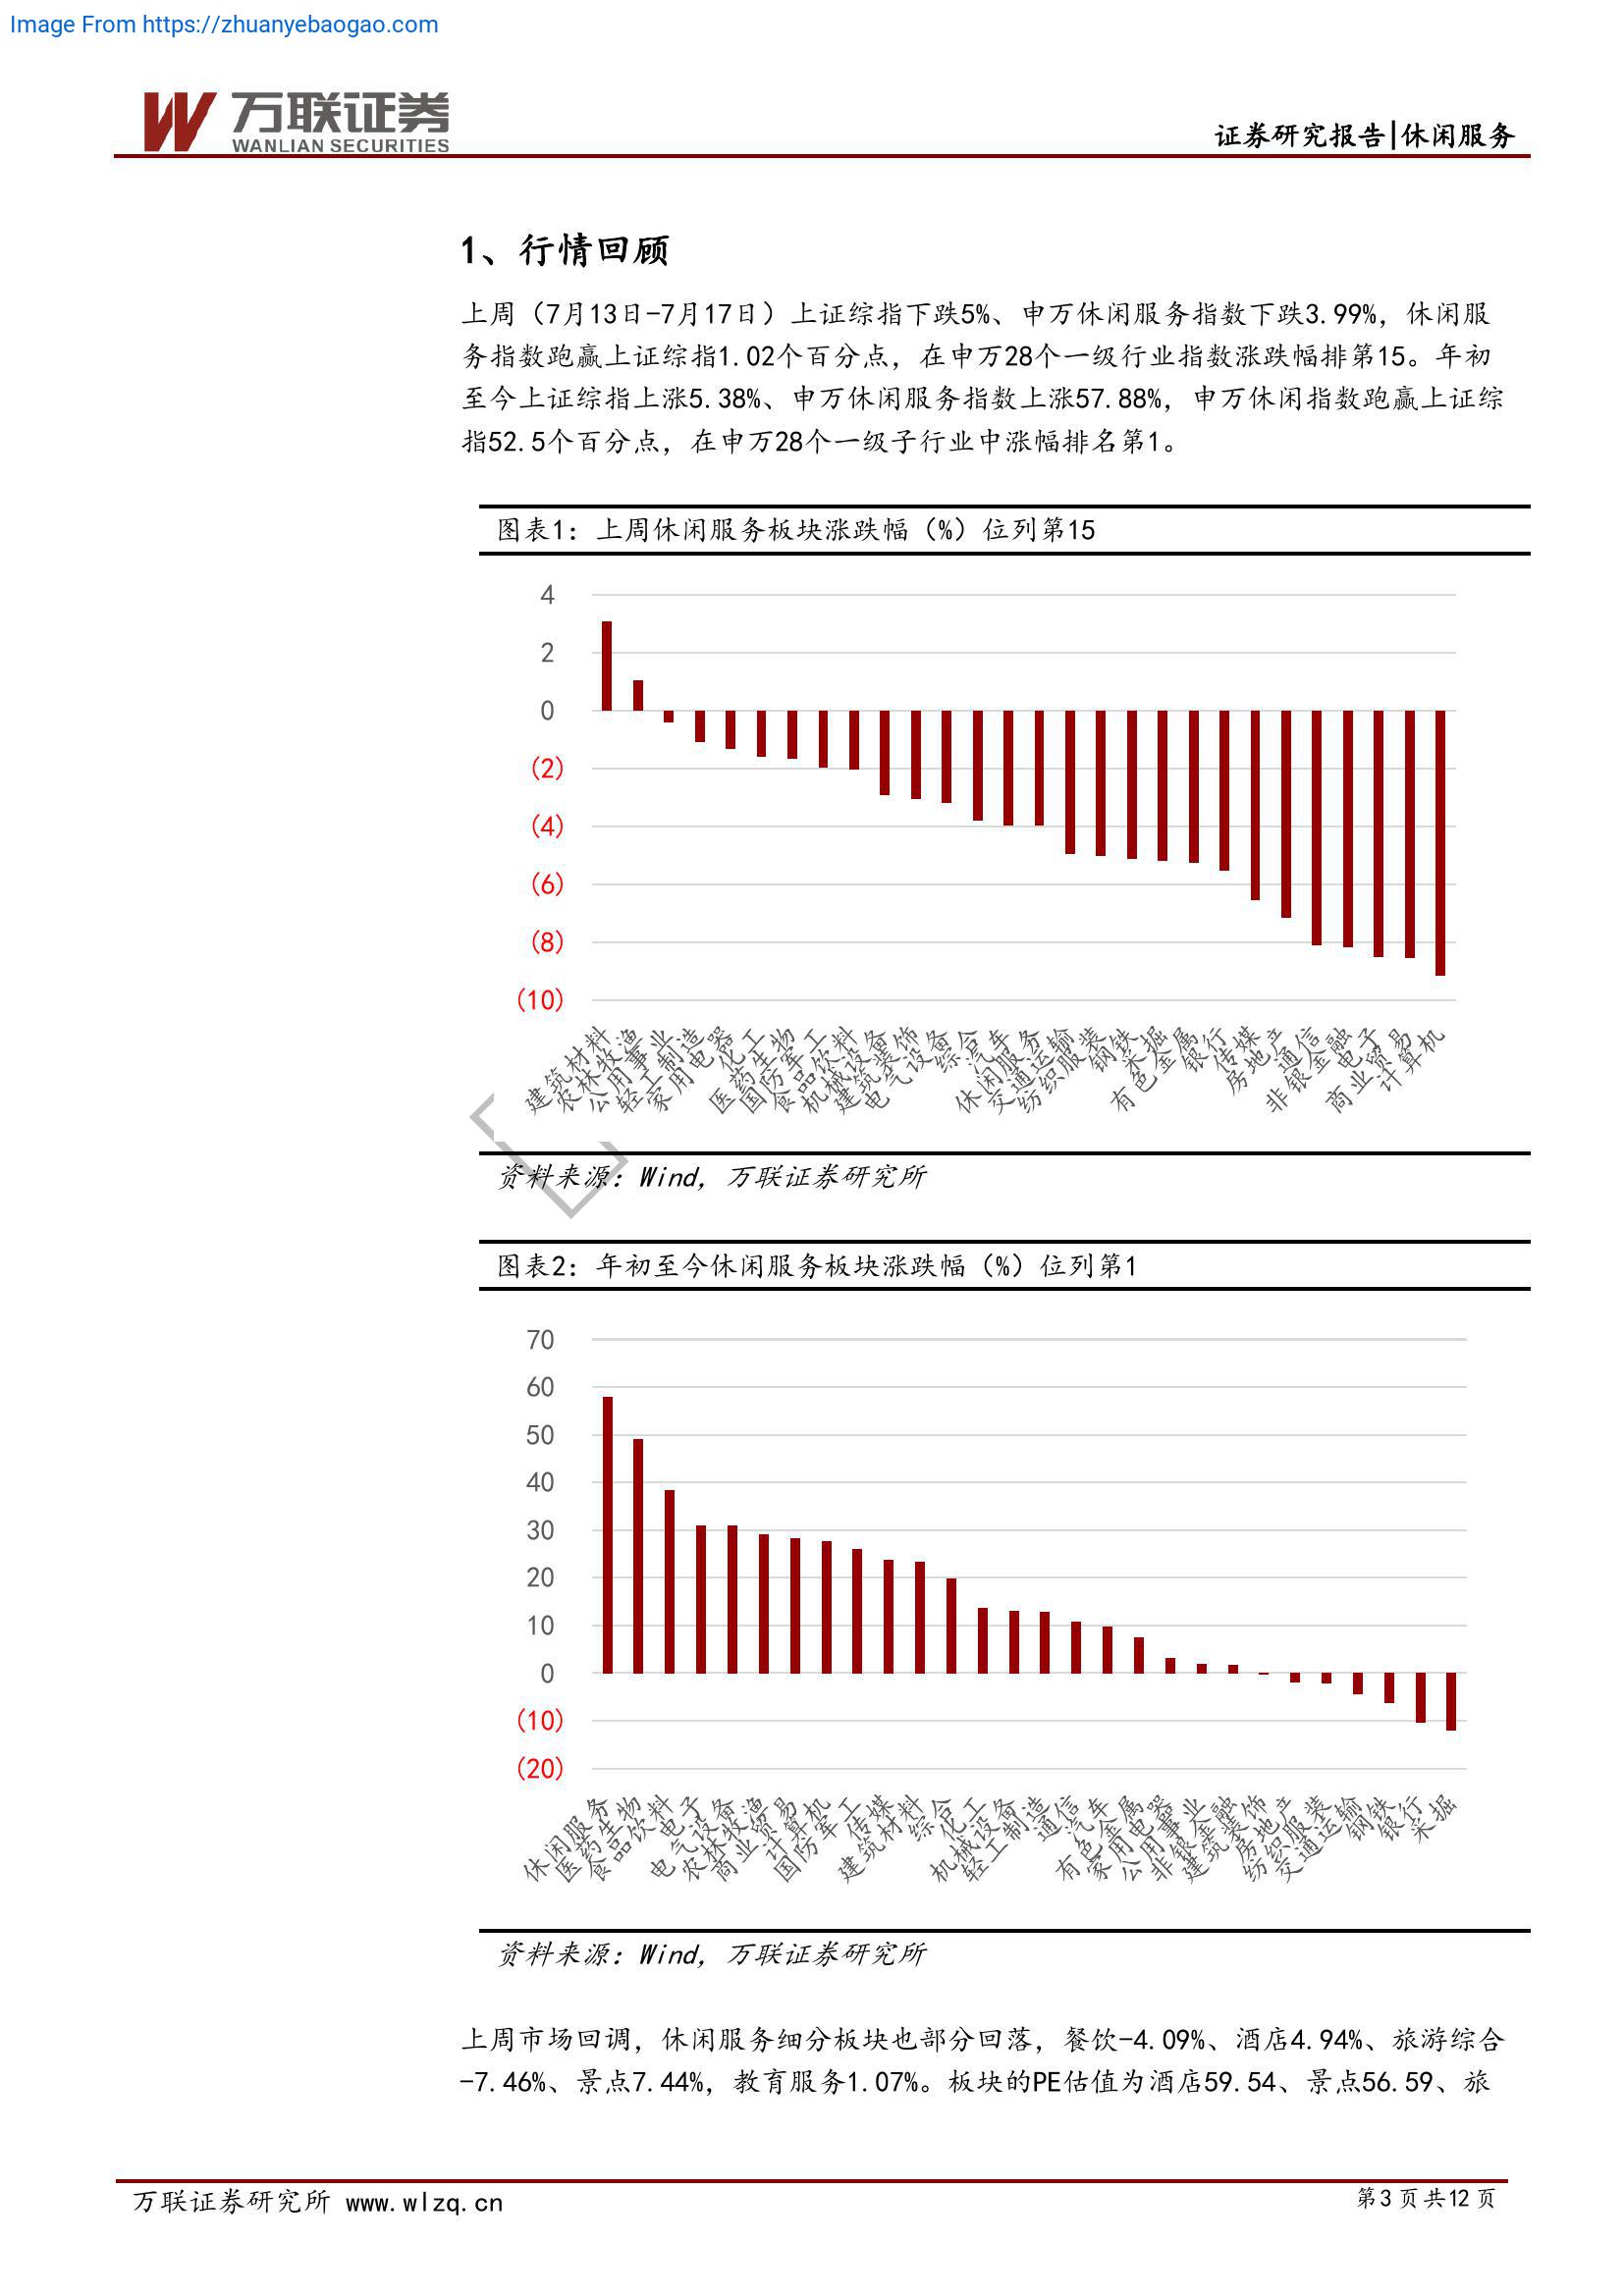 Image From https://zhuanyebaogao.com
万联证券
WANLIAN SECURITIES
证券研究报告|休闲服务
1、行情回顾
上周（7月13日-7月17日）上证综指下跌5%、申万休闲服务指数下跌3.99%，休闲服
务指数跑赢上证综指1.02个百分点，在申万28个一级行业指数涨跌幅排第15。年初
至今上证综指上涨5.38%、申万休闲服务指数上涨57.88%，申万休闲指数跑赢上证综
指52.5个百分点，在申万28个一级子行业中涨幅排名第1。
图表1：上周休闲服务板块涨跌幅（%）位列第15
4
2
0
(2)
(4)
(6)
(8)
(10)
建筑材料
农林牧渔
公用事业
轻工制造
家用电器
化工
医药生物
国防军工
食品饮料
机械设备
建筑装饰
电气设备
综合
汽车
休闲服务
交通运输
纺织服装
钢铁
采掘
有色金属
银行
传媒
房地产
通信
非银金融
电子
商业贸易
计算机
资料来源：Wind，万联证券研究所
图表2：年初至今休闲服务板块涨跌幅（%）位列第1
70
60
50
40
30
20
10
0
(10)
(20)
休闲服务
医药生物
食品饮料
电子
电气设备
农林牧渔
商业贸易
计算机
国防军工
传媒
建筑材料
综合
化工
机械设备
轻工制造
通信
汽车
有色金属
家用电器
公用事业
非银金融
建筑装饰
房地产
纺织服装
交通运输
钢铁
银行
采掘
资料来源：Wind，万联证券研究所
上周市场回调，休闲服务细分板块也部分回落，餐饮-4.09%、酒店4.94%、旅游综合
-7.46%、景点7.44%，教育服务1.07%。板块的PE估值为酒店59.54、景点56.59、旅
万联证券研究所 www.wlzq.cn
第3页共12页